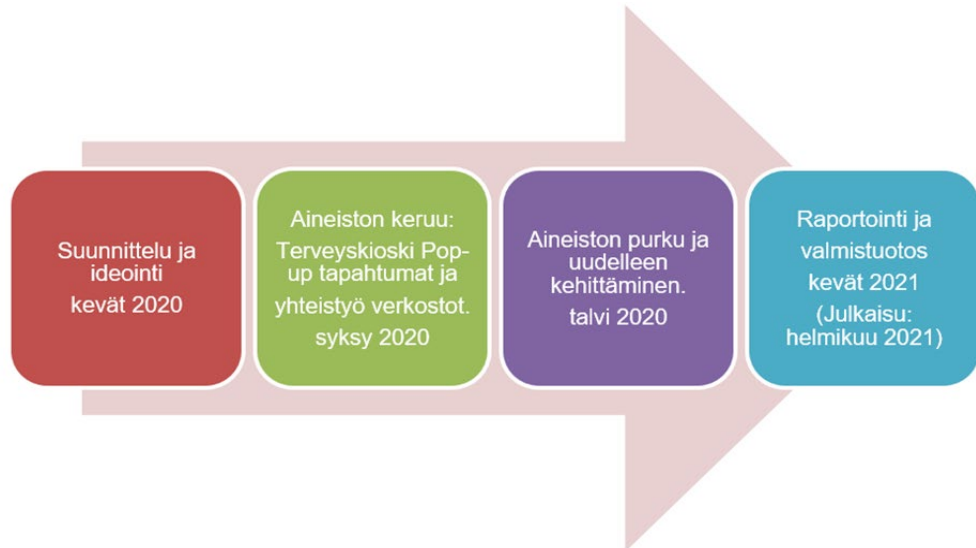 Suunnittelu ja
ideointi
kevät 2020
Aineiston keruu:
Terveyskioski Pop-
up tapahtumat ja
yhteistyö verkostot.
syksy 2020
Aineiston purku ja
uudelleen
kehittäminen.
talvi 2020
Raportointi ja
valmistuotos
kevät 2021
(Julkaisu:
helmikuu 2021)